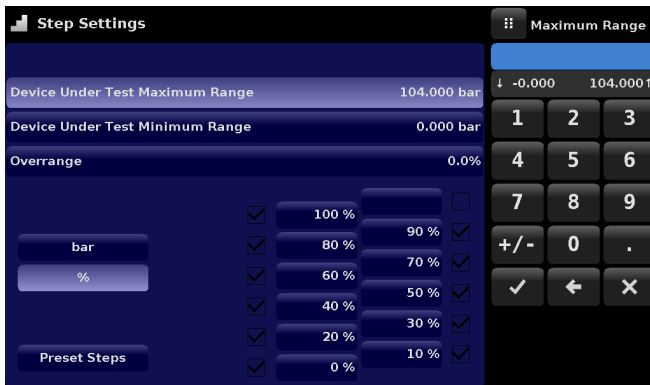 Step Settings
Maximum Range
↓ -0.000 104.000↑
Device Under Test Maximum Range 104.000 bar
Device Under Test Minimum Range 0.000 bar
Overrange 0.0%
100 %
90 %
80 %
70 %
60 %
50 %
40 %
30 %
20 %
10 %
0 %
bar
%
Preset Steps
1 2 3
4 5 6
7 8 9
+/- 0 .